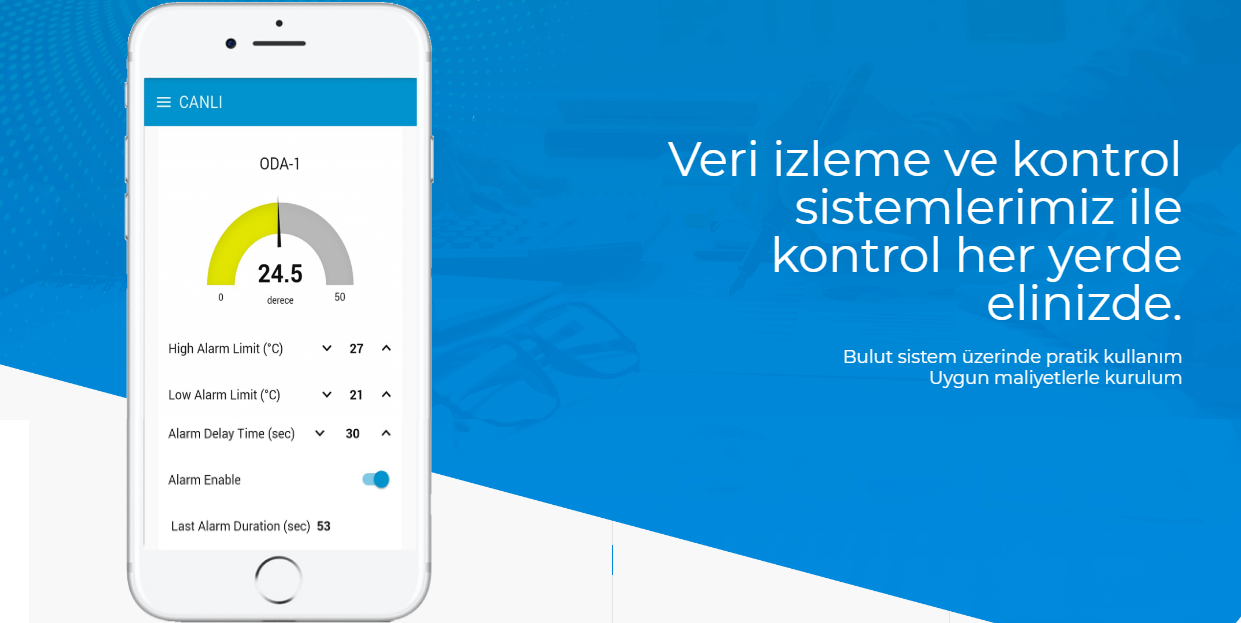 CANLI
ODA-1
24.5
0 derece 50
High Alarm Limit (°C) 27
Low Alarm Limit (°C) 21
Alarm Delay Time (sec) 30
Alarm Enable
Last Alarm Duration (sec) 53
Veri izleme ve kontrol
sistemlerimiz ile
kontrol her yerde
elinizde.
Bulut sistem üzerinde pratik kullanım
Uygun maliyetlerle kurulum